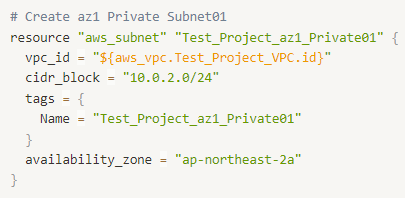 # Create az1 Private Subnet01
resource "aws_subnet" "Test_Project_az1_Private01" {
  vpc_id = "${aws_vpc.Test_Project_VPC.id}"
  cidr_block = "10.0.2.0/24"
  tags = {
    Name = "Test_Project_az1_Private01"
  }
  availability_zone = "ap-northeast-2a"
}